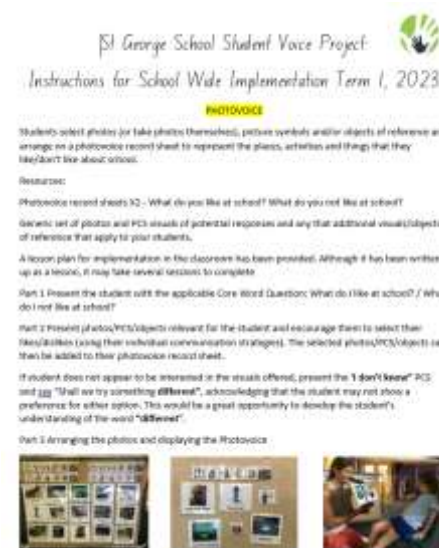 St George School Student Voice Project
Instructions for School Wide Implementation Term 1, 2023
PHOTOVOICE
Students select photos (or take photos themselves), picture symbols and/or objects of reference
arrange on a photovoice record sheet to represent the places, activities and things that they
like/don't like about school.
Resources:
Photovoice record sheets X2 - What do you like at school? What do you not like at school?
Generic set of photos and PCS visuals of potential responses and any that additional visuals/objects
of reference that apply to your students.
A lesson plan for implementation in the classroom has been provided. Although it has been written
up as a lesson, it may take several sessions to complete
Part 1 Present the student with the applicable Core Word Question: What do I like at school? /
do I not like at school?
Part 2 Present photos/PCS/objects relevant for the student and encourage them to select their
likes/dislikes (using their individual communication strategies). The selected photos/PCS/objects
then be added to their photovoice record sheet.
If student does not appear to be interested in the visuals offered, present the "I don't know" PCS
and say "Shall we try something different", acknowledging that the student may not show a
preference for either option. This would be a great opportunity to develop the student's
understanding of the word "different".
Part 3 Arranging the photos and displaying the Photovoice